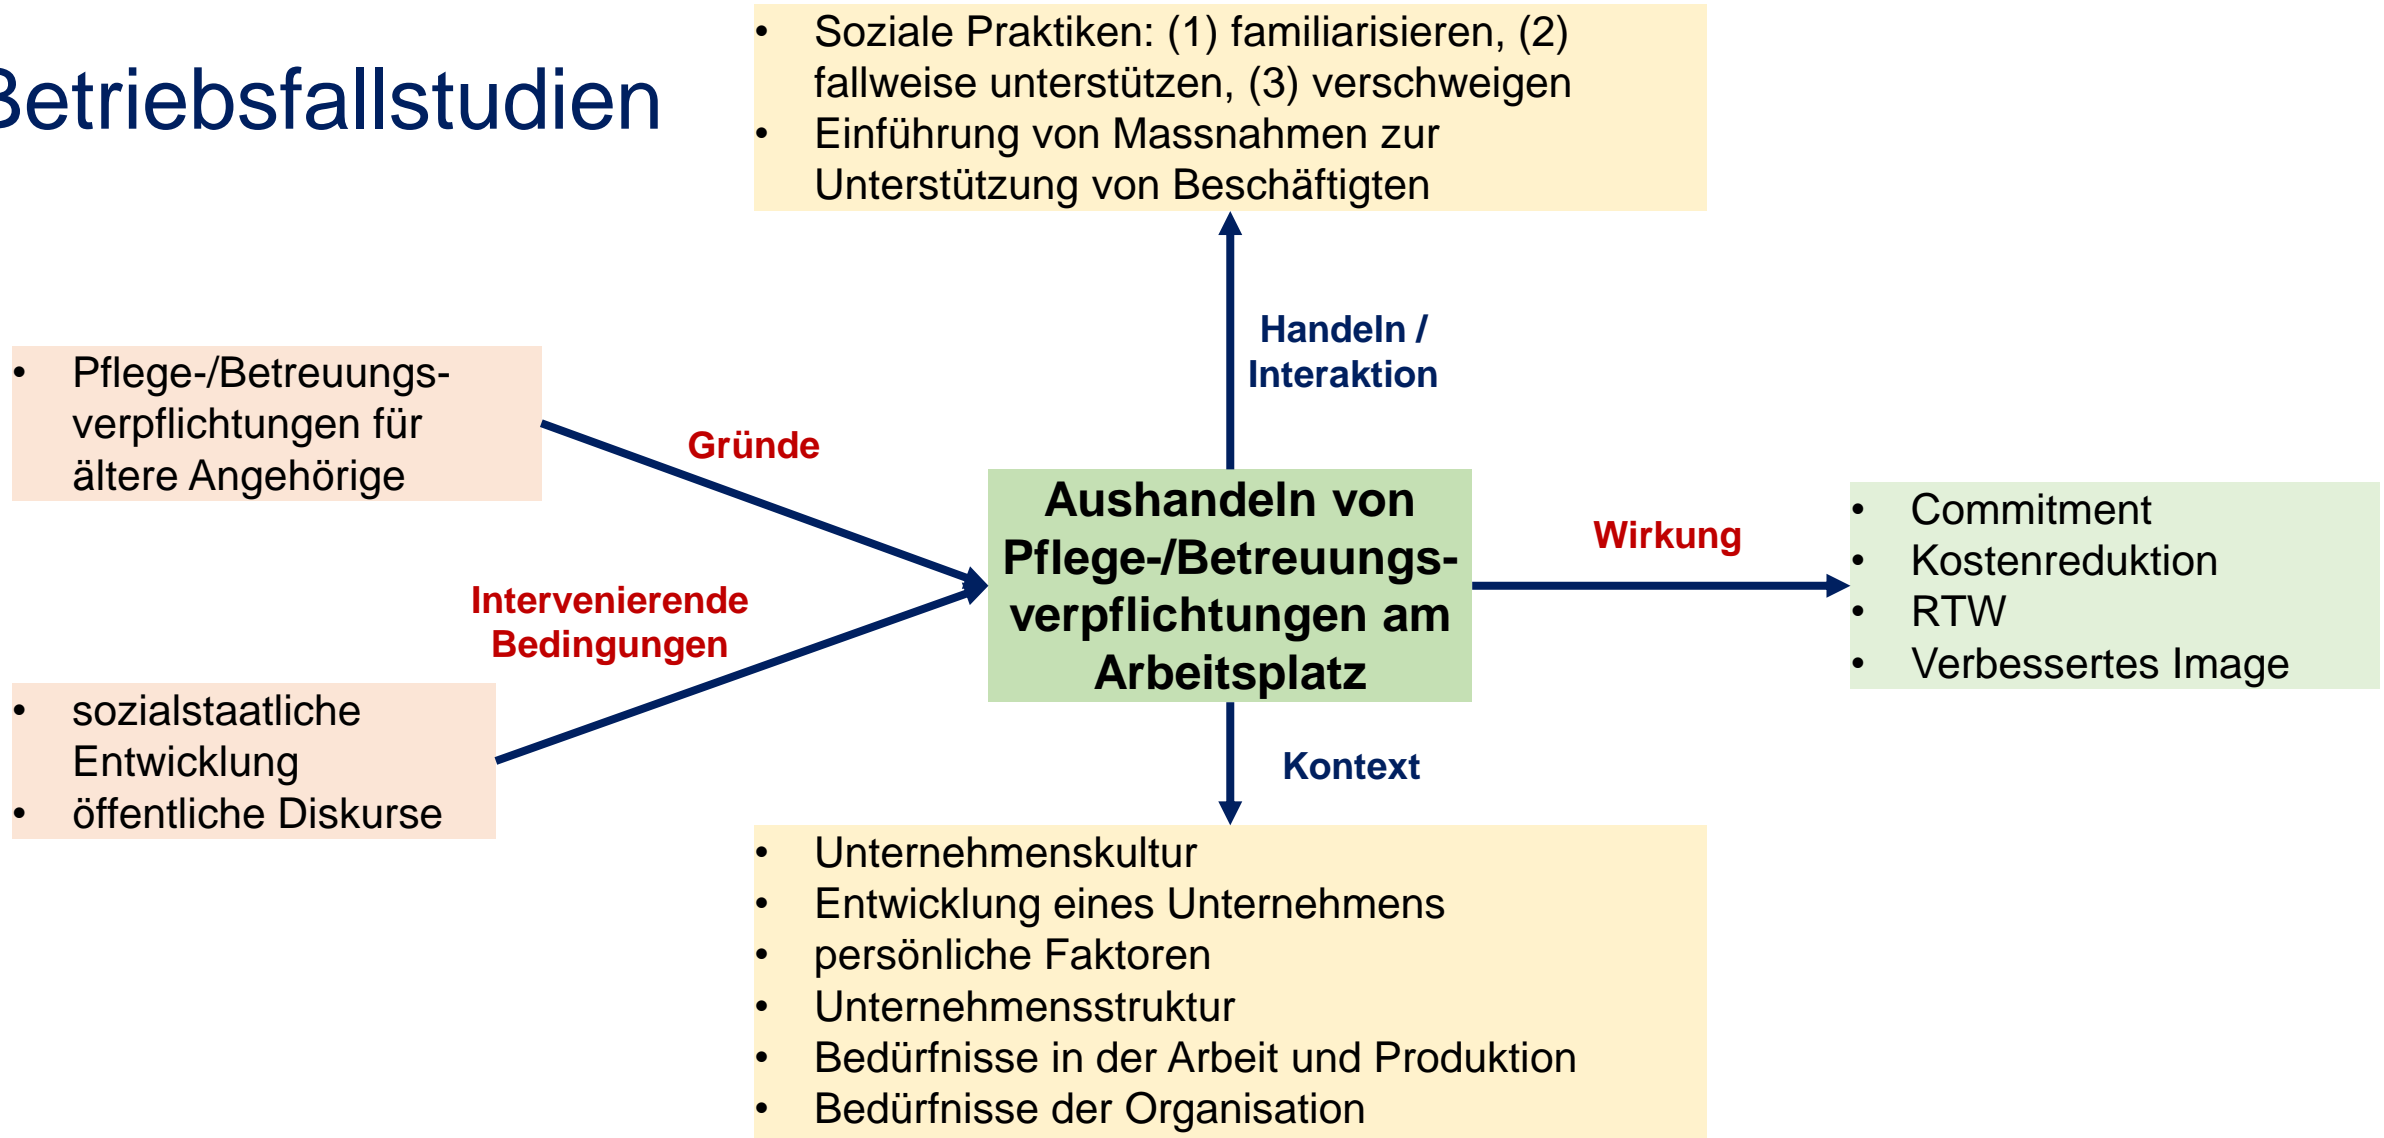 Betriebsfallstudien
• Soziale Praktiken: (1) familiarisieren, (2)
fallweise unterstützen, (3) verschweigen
• Einführung von Massnahmen zur
Unterstützung von Beschäftigten
Handeln /
Interaktion
• Pflege-/Betreuungs-
verpflichtungen für
ältere Angehörige
Gründe
Intervenierende
Bedingungen
• sozialstaatliche
Entwicklung
• öffentliche Diskurse
Aushandeln von
Pflege-/Betreuungs-
verpflichtungen am
Arbeitsplatz
Wirkung
• Commitment
• Kostenreduktion
• RTW
• Verbessertes Image
Kontext
• Unternehmenskultur
• Entwicklung eines Unternehmens
• persönliche Faktoren
• Unternehmensstruktur
• Bedürfnisse in der Arbeit und Produktion
• Bedürfnisse der Organisation